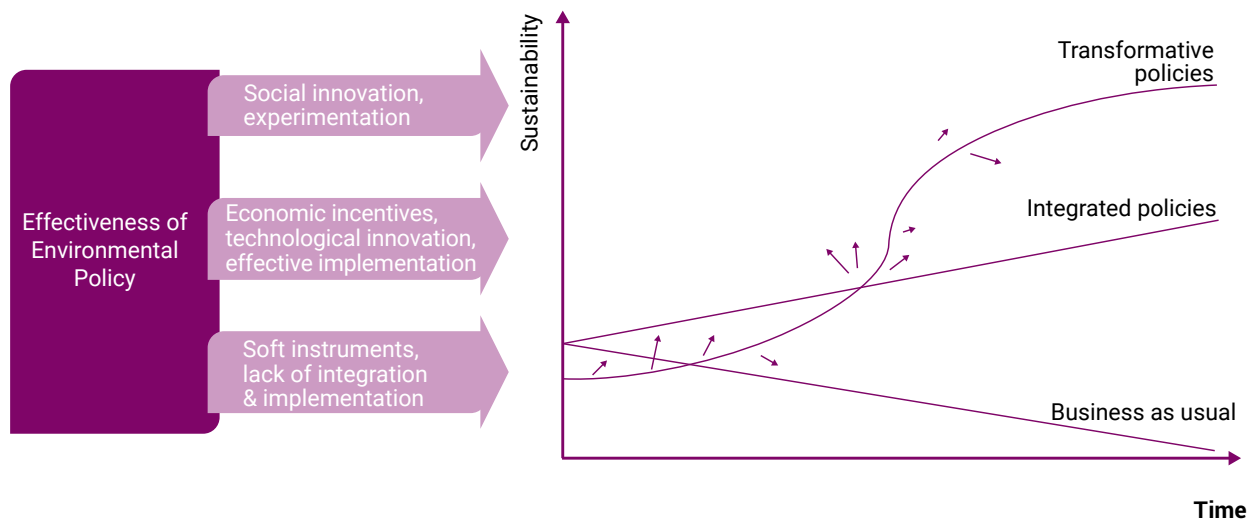 Effectiveness of
Environmental
Policy
Social innovation,
experimentation
Economic incentives,
technological innovation,
effective implementation
Soft instruments,
lack of integration
& implementation
Sustainability
Transformative
policies
Integrated policies
Business as usual
Time